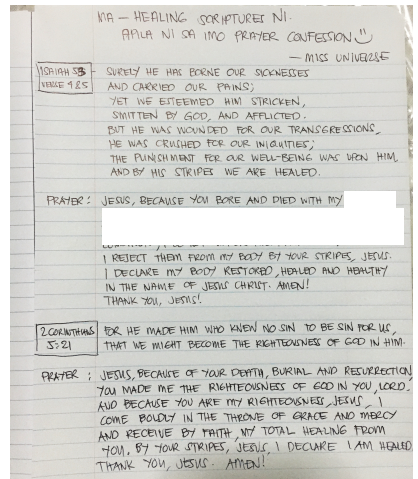 MA - HEALING SCRIPTURES NI.
APILA NI SA IMO PRAYER CONFESSION
- MISS UNIVERSE
ISAIAH 53 - SURELY HE HAS BORNE OUR SICKNESSES
VERSE 4&5 AND CARRIED OUR PAINS;
YET WE ESTEEMED HIM STRICKEN,
SMITTEN BY GOD, AND AFFLICTED.
BUT HE WAS WOUNDED FOR OUR TRANSGRESSIONS,
HE WAS CRUSHED FOR OUR INIQUITIES;
THE PUNISHMENT FOR OUR WELL-BEING WAS UPON HIM,
AND BY HIS STRIPES WE ARE HEALED.
PRAYER: JESUS, BECAUSE YOU BORE AND DIED WITH MY
I REJECT THEM FROM MY BODY BY YOUR STRIPES, JESUS.
I DECLARE MY BODY RESTORED, HEALED AND HEALTHY
IN THE NAME OF JESUS CHRIST. AMEN!
THANK YOU, JESUS!
2 CORINTHIANS FOR HE MADE HIM WHO KNEW NO SIN TO BE SIN FOR US,
5:21 THAT WE MIGHT BECOME THE RIGHTEOUSNESS OF GOD IN HIM.
PRAYER: JESUS, BECAUSE OF YOUR DEATH, BURIAL AND RESURRECTION,
YOU MADE ME THE RIGHTEOUSNESS OF GOD IN YOU, LORD.
AND BECAUSE YOU ARE MY RIGHTEOUSNESS, JESUS, I
COME BOLDLY IN THE THRONE OF GRACE AND MERCY
AND RECEIVE BY FAITH, MY TOTAL HEALING FROM
YOU. BY YOUR STRIPES, JESUS, I DECLARE I AM HEALED.
THANK YOU, JESUS. AMEN!